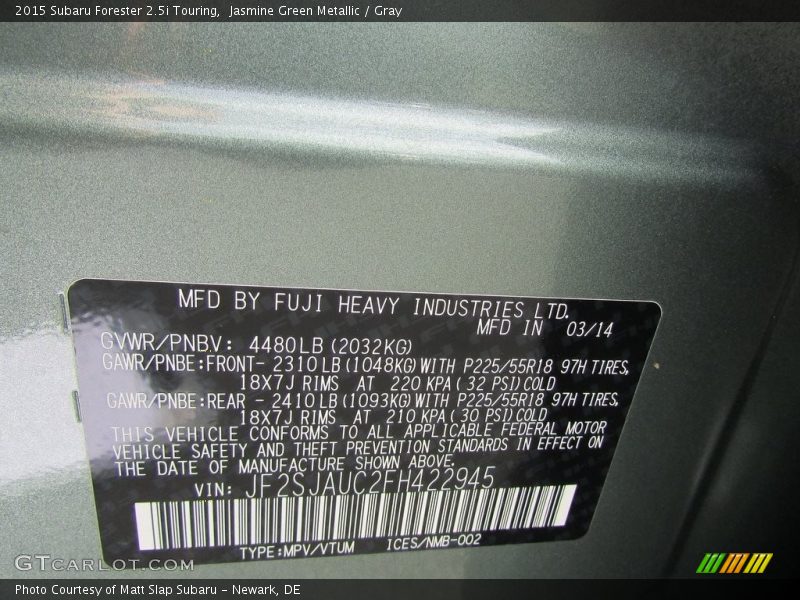 2015 Subaru Forester 2.5i Touring,  Jasmine Green Metallic / Gray
MFD BY FUJI HEAVY INDUSTRIES LTD.
MFD IN 03/14
GVWR/PNBV: 4480LB (2032KG)
GAWR/PNBE:FRONT- 2310LB (1048KG) WITH P225/55R18 97H TIRES,
18X7J RIMS AT 220 KPA ( 32 PSI) COLD
GAWR/PNBE:REAR - 2410LB (1093KG) WITH P225/55R18 97H TIRES,
18X7J RIMS AT 210 KPA ( 30 PSI) COLD
THIS VEHICLE CONFORMS TO ALL APPLICABLE FEDERAL MOTOR
VEHICLE SAFETY AND THEFT PREVENTION STANDARDS IN EFFECT ON
THE DATE OF MANUFACTURE SHOWN ABOVE.
VIN: JF2SJAUC2FH422945
TYPE:MPV/VTUM ICES/NMB-002
GTCARLOT.COM
Photo Courtesy of Matt Slap Subaru - Newark, DE